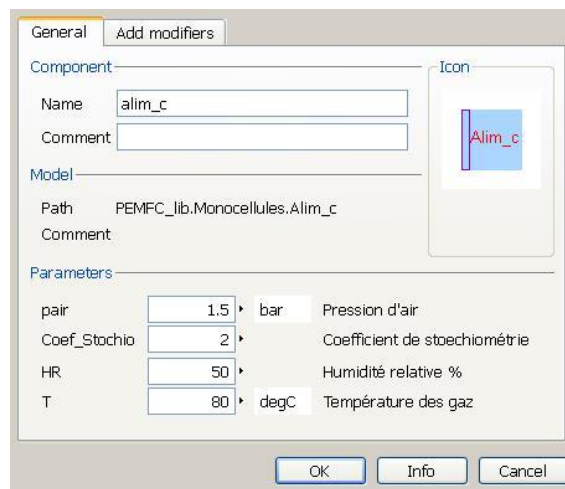 General Add modifiers
Component Icon
Name alim_c
Alim_c
Comment
Model
Path PEMFC_lib.Monocellules.Alim_c
Comment
Parameters
pair 1.5 bar Pression d'air
Coef_Stochio 2 Coefficient de stoechiométrie
HR 50 Humidité relative %
T 80 degC Température des gaz
OK Info Cancel